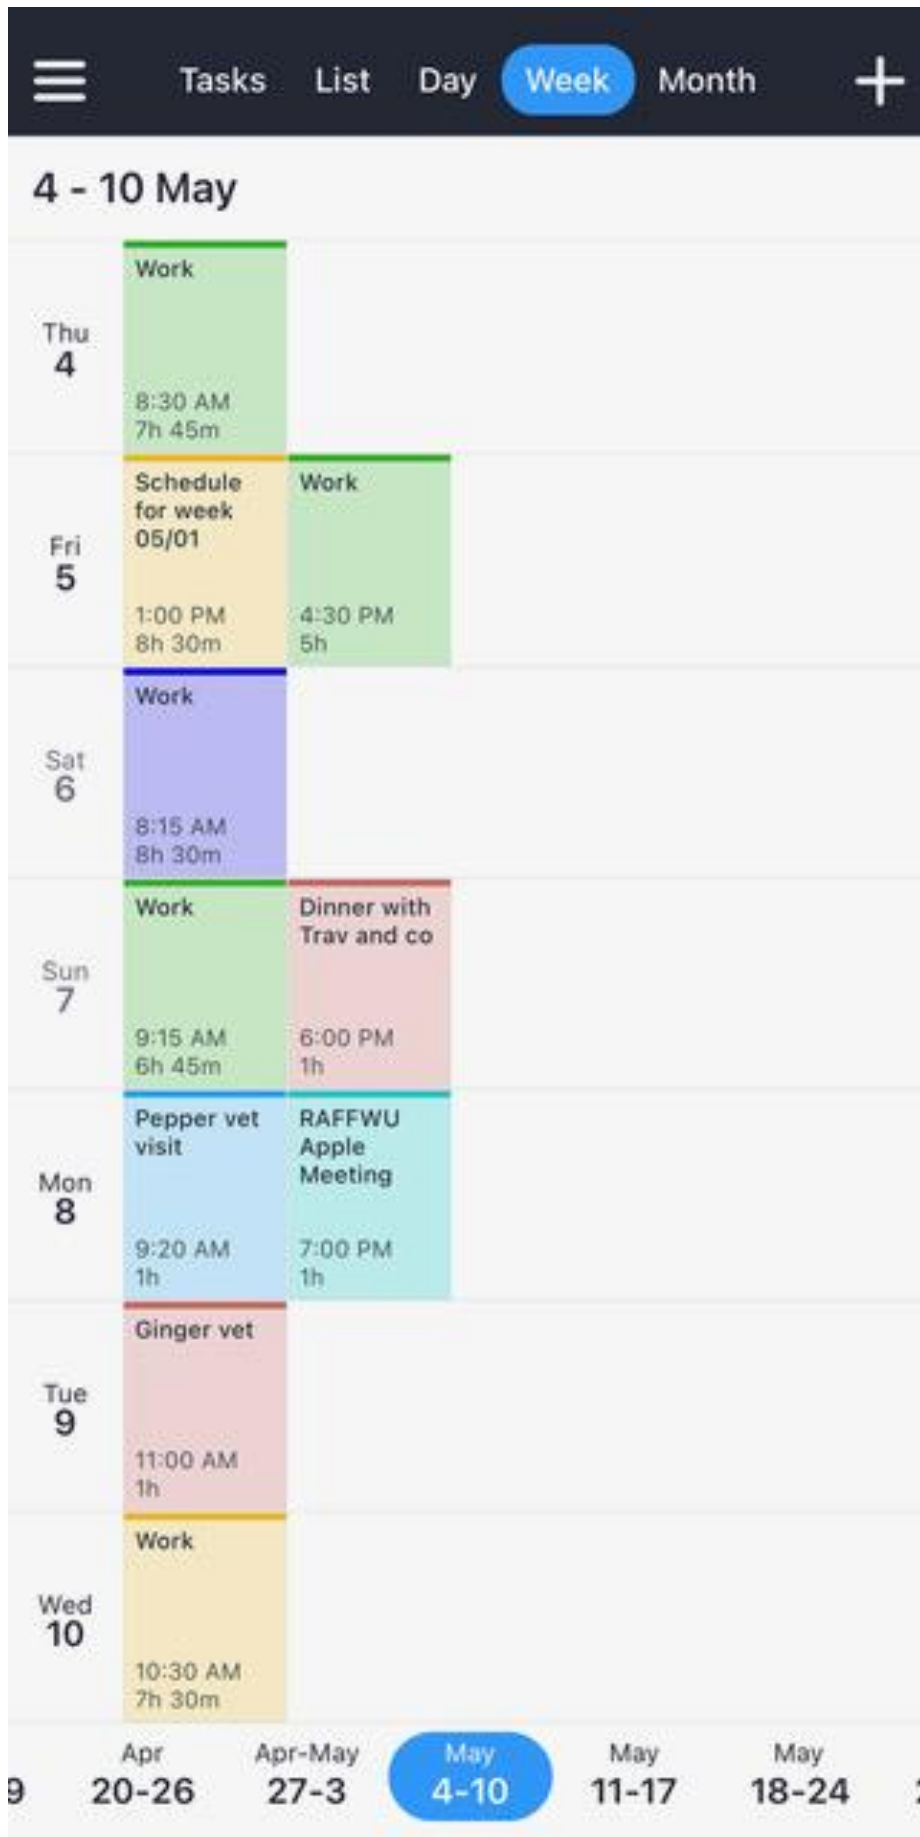 Tasks List Day Week Month
4 - 10 May
Thu
4
Work
8:30 AM
7h 45m
Fri
5
Schedule
for week
05/01
1:00 PM
8h 30m
Work
4:30 PM
5h
Sat
6
Work
8:15 AM
8h 30m
Sun
7
Work
9:15 AM
6h 45m
Dinner with
Trav and co
6:00 PM
1h
Mon
8
Pepper vet
visit
9:20 AM
1h
RAFFWU
Apple
Meeting
7:00 PM
1h
Tue
9
Ginger vet
11:00 AM
1h
Wed
10
Work
10:30 AM
7h 30m
Apr Apr-May May May May
9 20-26 27-3 4-10 11-17 18-24